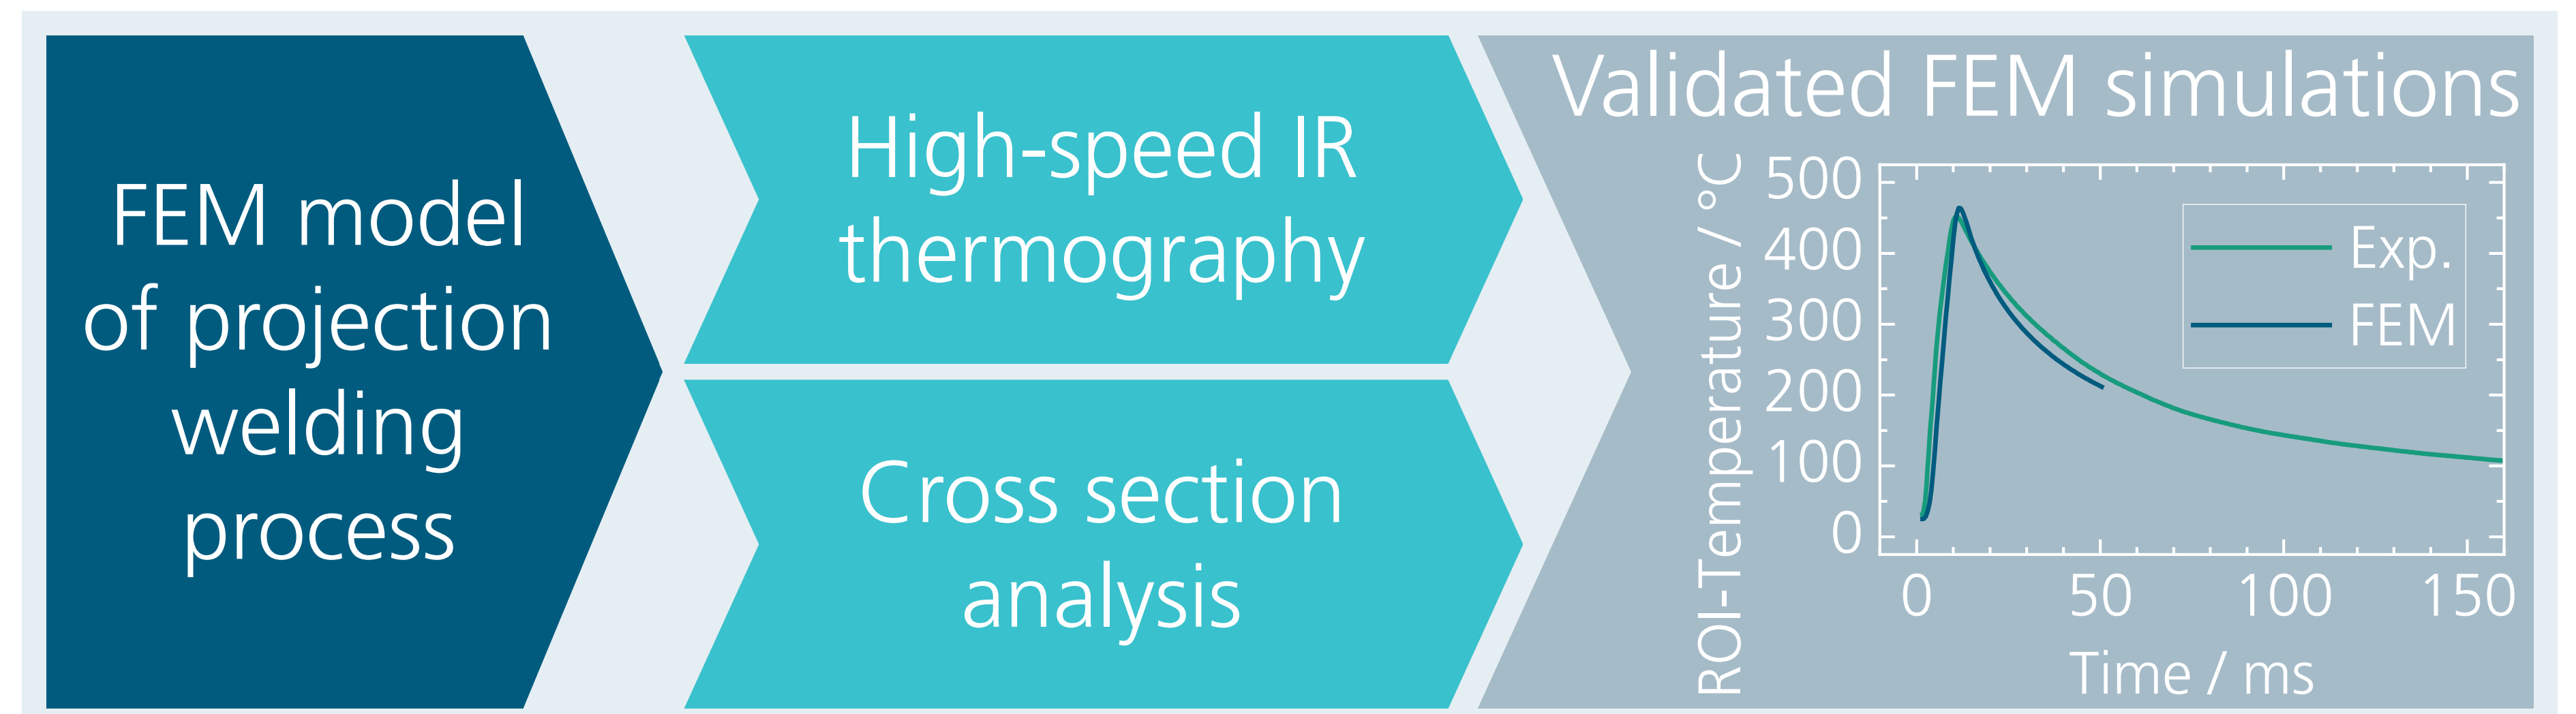 FEM model
of projection
welding
process
High-speed IR
thermography
Cross section
analysis
Validated FEM simulations
ROI-Temperature / °C
500
400
300
200
100
0
Exp.
FEM
0 50 100 150
Time / ms